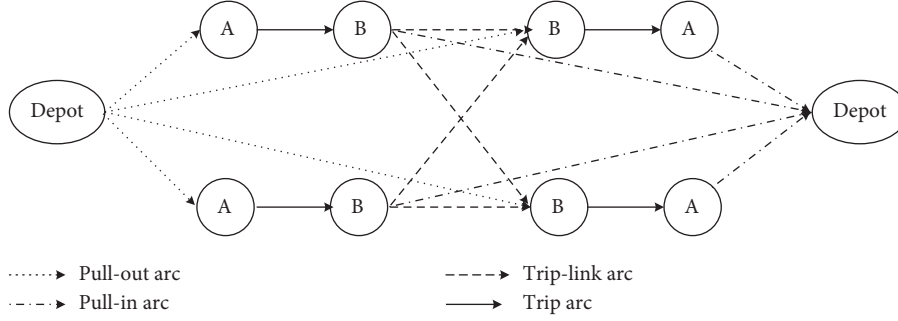 A B B A
Depot Depot
A B B A
Pull-out arc Trip-link arc
Pull-in arc Trip arc